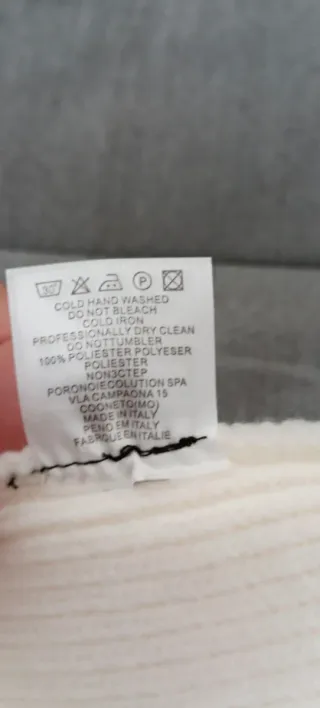 30°
P
COLD HAND WASHED
DO NOT BLEACH
COLD IRON
PROFESSIONALLY DRY CLEAN
DO NOTTUMBLER
100% POLIESTER POLYESER
POLIESTER
NON3CTEP
PORONOIECOLUTION SPA
VLA CAMPAONA 15
COONETO(MO)
MADE IN ITALY
PENO EM ITALY
FABRIQUE EN ITALIE